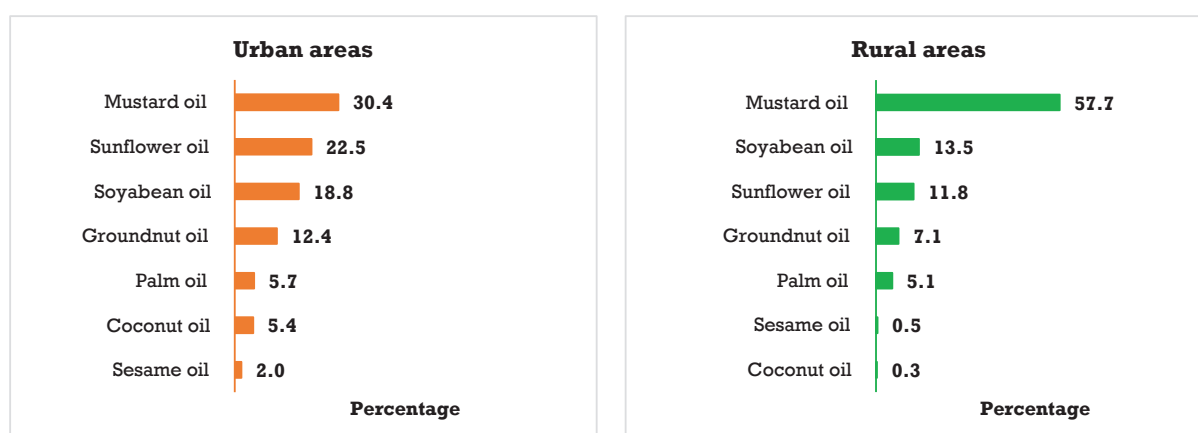 Urban areas
Mustard oil 30.4
Sunflower oil 22.5
Soyabean oil 18.8
Groundnut oil 12.4
Palm oil 5.7
Coconut oil 5.4
Sesame oil 2.0
Percentage
Rural areas
Mustard oil 57.7
Soyabean oil 13.5
Sunflower oil 11.8
Groundnut oil 7.1
Palm oil 5.1
Sesame oil 0.5
Coconut oil 0.3
Percentage